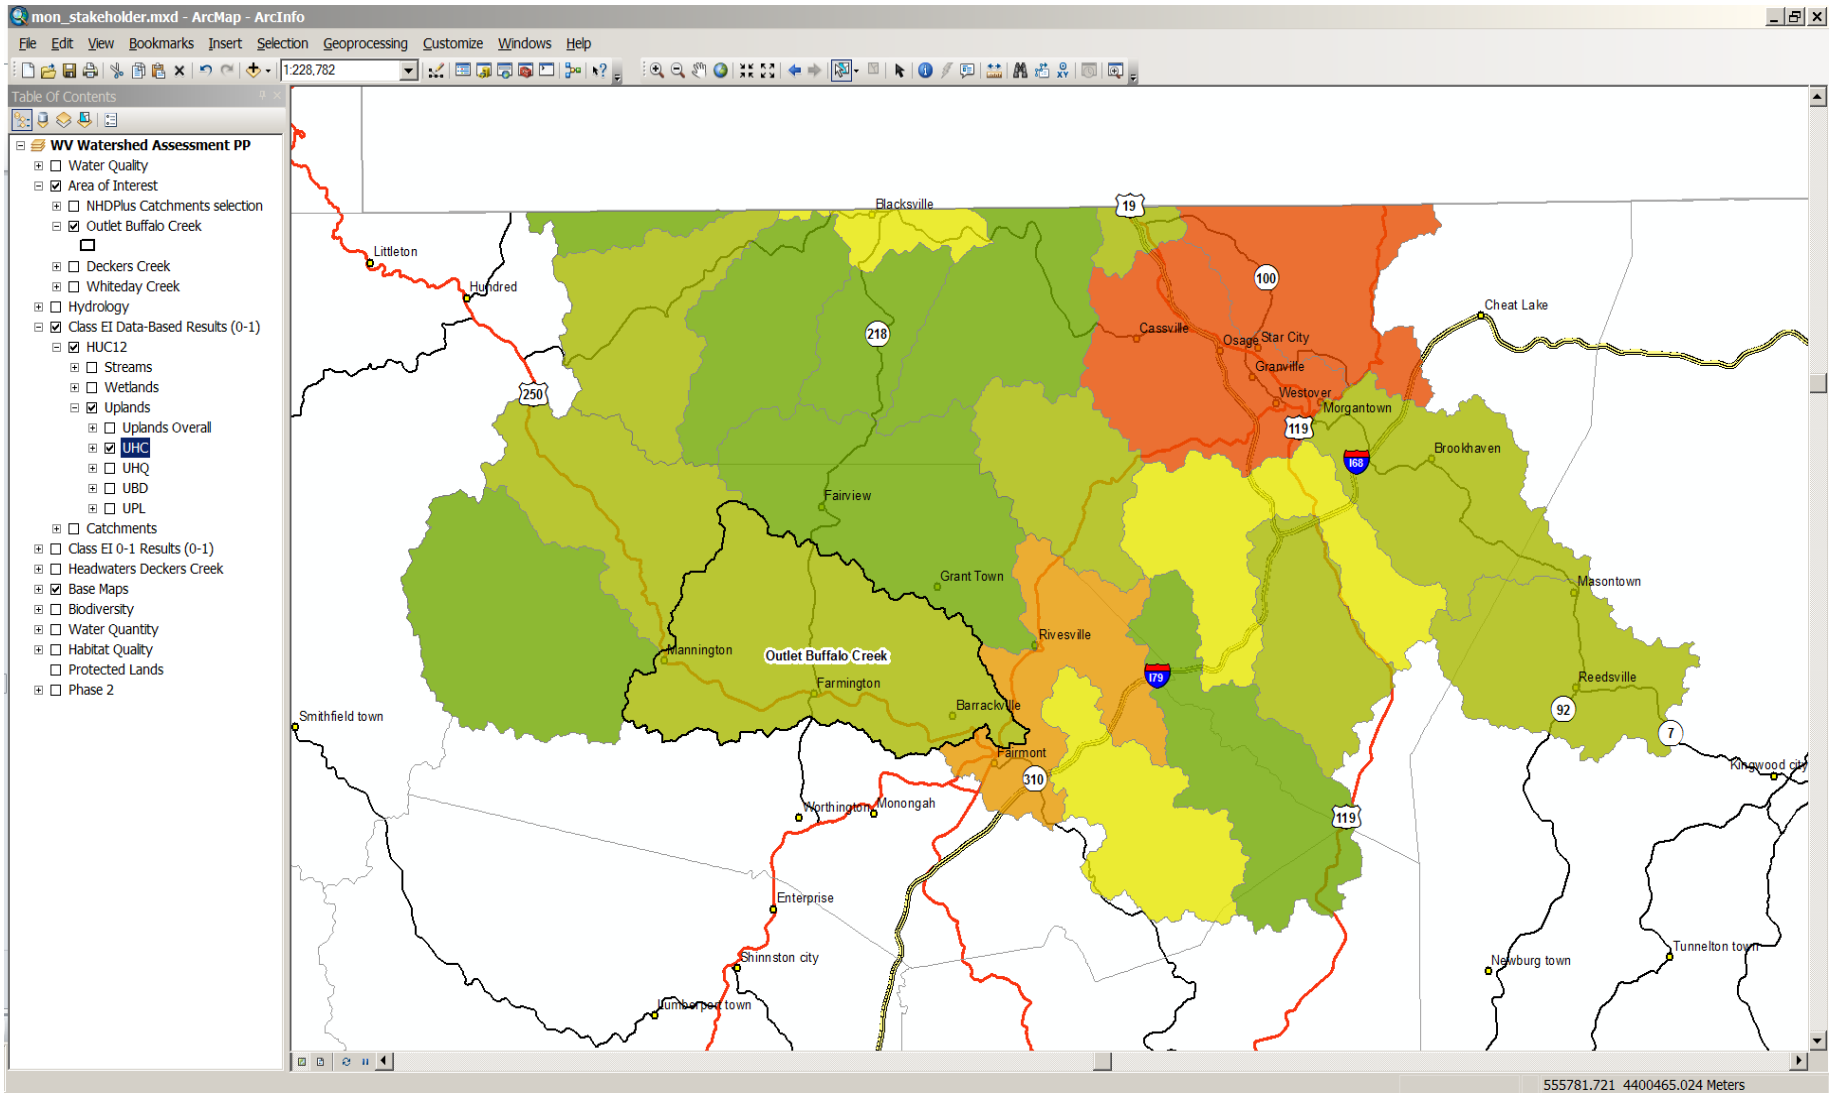 mon_stakeholder.mxd - ArcMap - ArcInfo
File Edit View Bookmarks Insert Selection Geoprocessing Customize Windows Help
1:228,782
Table Of Contents
WV Watershed Assessment PP
Water Quality
Area of Interest
NHDPlus Catchments selection
Outlet Buffalo Creek
Deckers Creek
Whiteday Creek
Hydrology
Class EI Data-Based Results (0-1)
HUC12
Streams
Wetlands
Uplands
Uplands Overall
UHC
UHQ
UBD
UPL
Catchments
Class EI 0-1 Results (0-1)
Headwaters Deckers Creek
Base Maps
Biodiversity
Water Quantity
Habitat Quality
Protected Lands
Phase 2
Blacksville
19
Littleton
100
Hundred
Cheat Lake
218
Cassville
Osage
Star City
Granville
250
Westover
Morgantown
119
Brookhaven
I68
Fairview
Grant Town
Masontown
Rivesville
Mannington
Outlet Buffalo Creek
I79
Farmington
Reedsville
Barrackville
92
Smithfield town
7
Fairmont
Kingwood city
310
Worthington
Monongah
119
Enterprise
Shinnston city
Tunnelton town
Newburg town
Lumberport town
555781.721 4400465.024 Meters